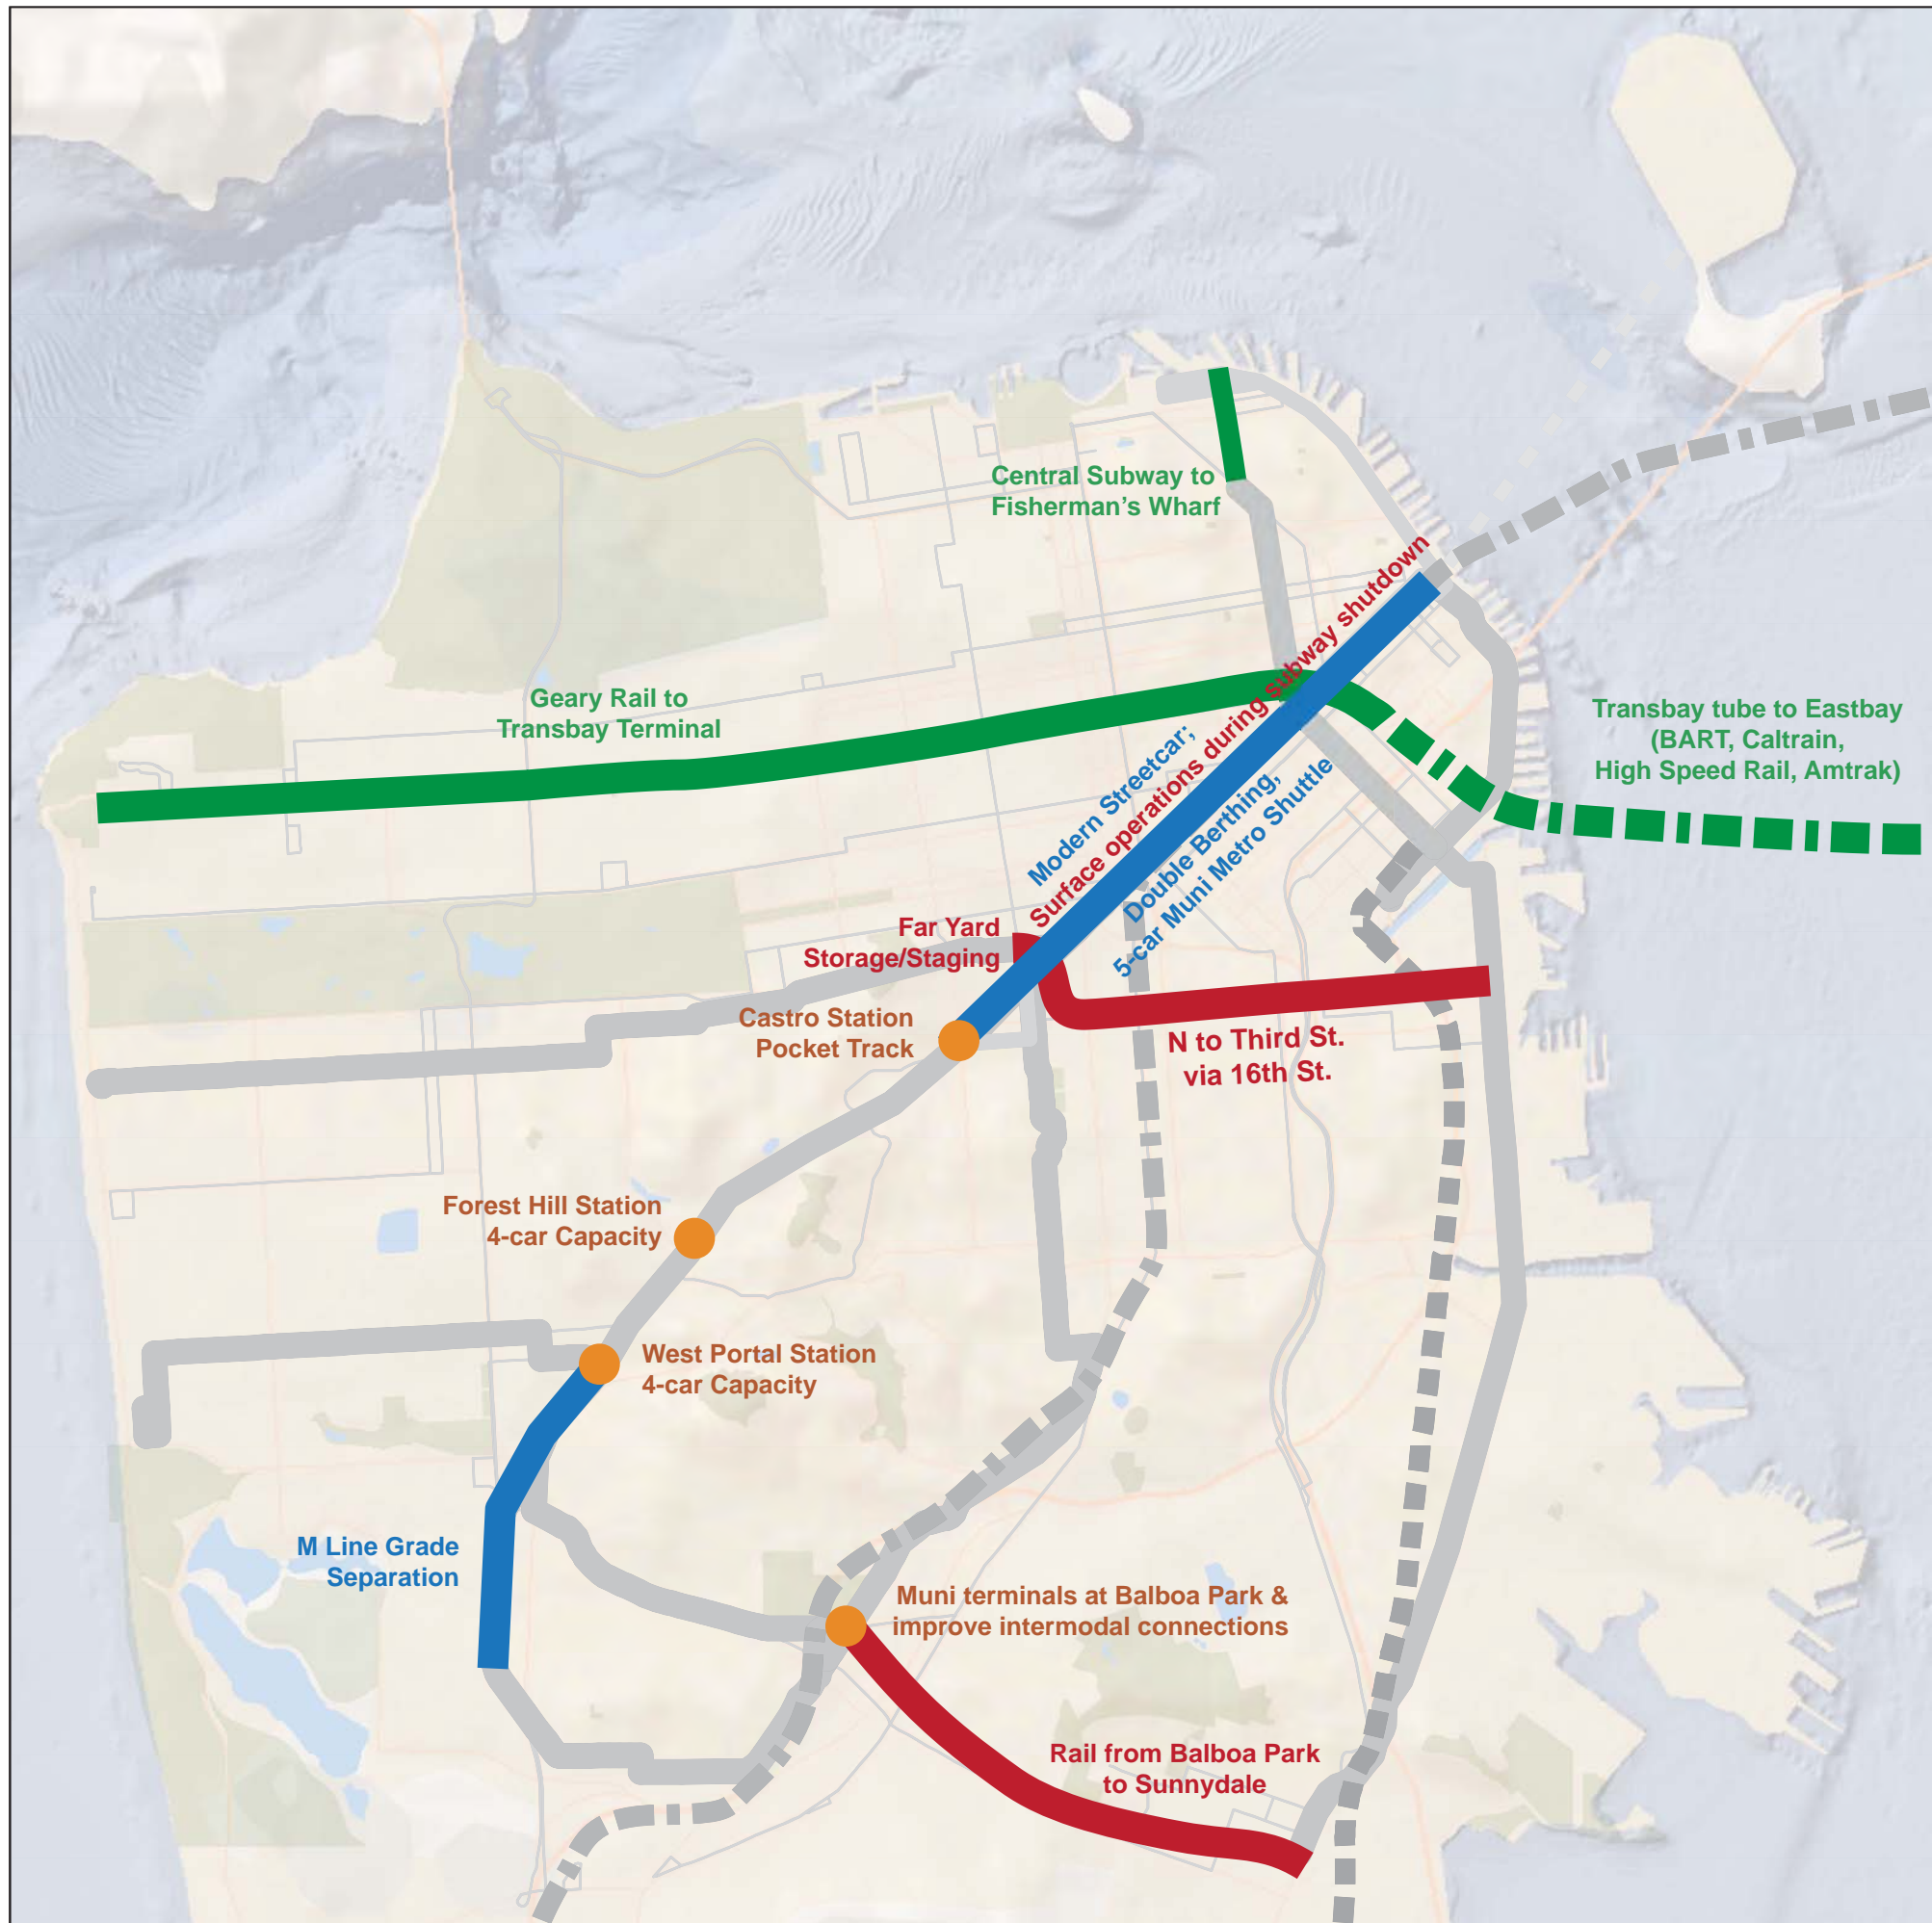 Central Subway to
Fisherman’s Wharf
Geary Rail to
Transbay Terminal
Transbay tube to Eastbay
(BART, Caltrain,
High Speed Rail, Amtrak)
Modern Streetcar;
Surface operations during subway shutdown
Double Berthing,
5-car Muni Metro Shuttle
Far Yard
Storage/Staging
Castro Station
Pocket Track
N to Third St.
via 16th St.
Forest Hill Station
4-car Capacity
West Portal Station
4-car Capacity
M Line Grade
Separation
Muni terminals at Balboa Park &
improve intermodal connections
Rail from Balboa Park
to Sunnydale